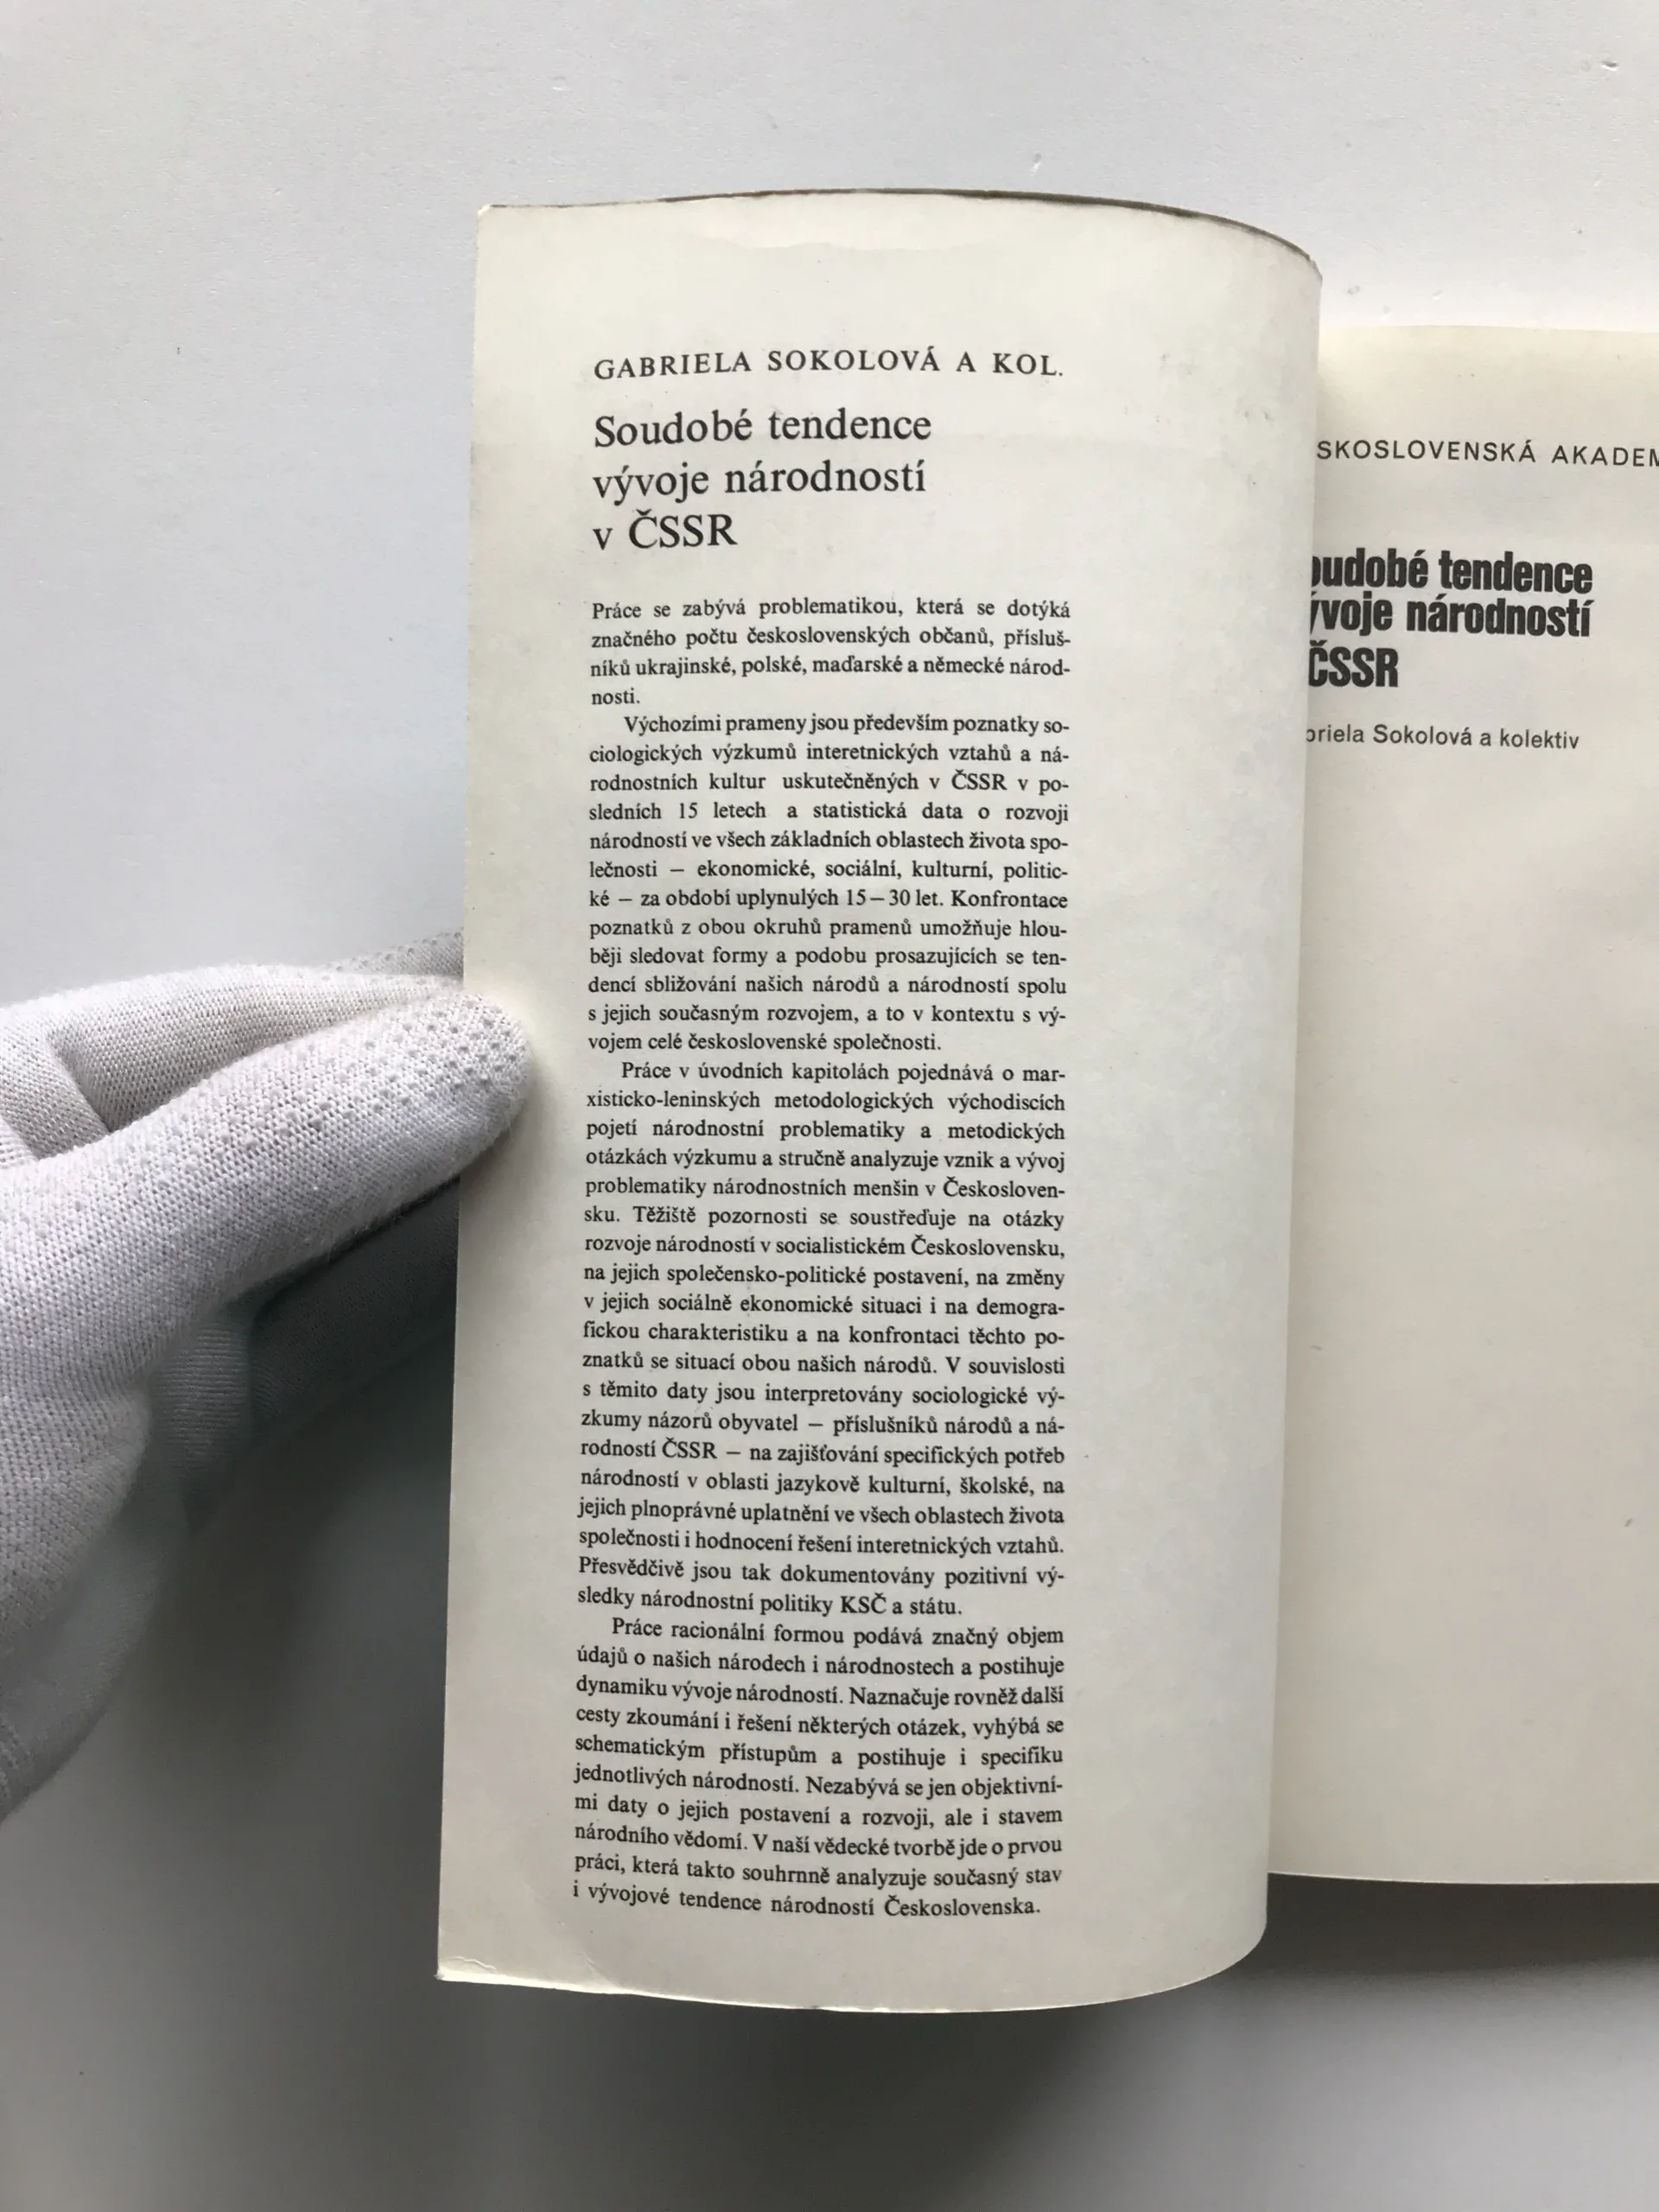 GABRIELA SOKOLOVÁ A KOL.
Soudobé tendence
vývoje národností
v ČSSR
Práce se zabývá problematikou, která se dotýká
značného počtu československých občanů, přísluš-
níků ukrajinské, polské, maďarské a německé národ-
nosti.
Výchozími prameny jsou především poznatky so-
ciologických výzkumů interetnických vztahů a ná-
rodnostních kultur uskutečněných v ČSSR v po-
sledních 15 letech a statistická data o rozvoji
národností ve všech základních oblastech života spo-
lečnosti — ekonomické, sociální, kulturní, politic-
ké — za období uplynulých 15—30 let. Konfrontace
poznatků z obou okruhů pramenů umožňuje hlou-
běji sledovat formy a podobu prosazujících se ten-
dencí sbližování našich národů a národností spolu
s jejich současným rozvojem, a to v kontextu s vý-
vojem celé československé společnosti.
Práce v úvodních kapitolách pojednává o mar-
xisticko-leninských metodologických východiscích
pojetí národnostní problematiky a metodických
otázkách výzkumu a stručně analyzuje vznik a vývoj
problematiky národnostních menšin v Českosloven-
sku. Těžiště pozornosti se soustřeďuje na otázky
rozvoje národností v socialistickém Československu,
na jejich společensko-politické postavení, na změny
v jejich sociálně ekonomické situaci i na demogra-
fickou charakteristiku a na konfrontaci těchto po-
znatků se situací obou našich národů. V souvislosti
s těmito daty jsou interpretovány sociologické vý-
zkumy názorů obyvatel — příslušníků národů a ná-
rodností ČSSR — na zajišťování specifických potřeb
národností v oblasti jazykově kulturní, školské, na
jejich plnoprávné uplatnění ve všech oblastech života
společnosti i hodnocení řešení interetnických vztahů.
Přesvědčivě jsou tak dokumentovány pozitivní vý-
sledky národnostní politiky KSČ a státu.
Práce racionální formou podává značný objem
údajů o našich národech i národnostech a postihuje
dynamiku vývoje národností. Naznačuje rovněž další
cesty zkoumání i řešení některých otázek, vyhýbá se
schematickým přístupům a postihuje i specifiku
jednotlivých národností. Nezabývá se jen objektivní-
mi daty o jejich postavení a rozvoji, ale i stavem
národního vědomí. V naší vědecké tvorbě jde o prvou
práci, která takto souhrnně analyzuje současný stav
i vývojové tendence národností Československa.
SKOSLOVENSKÁ AKADEM
oudobé tendence
ývoje národností
ČSSR
briela Sokolová a kolektiv